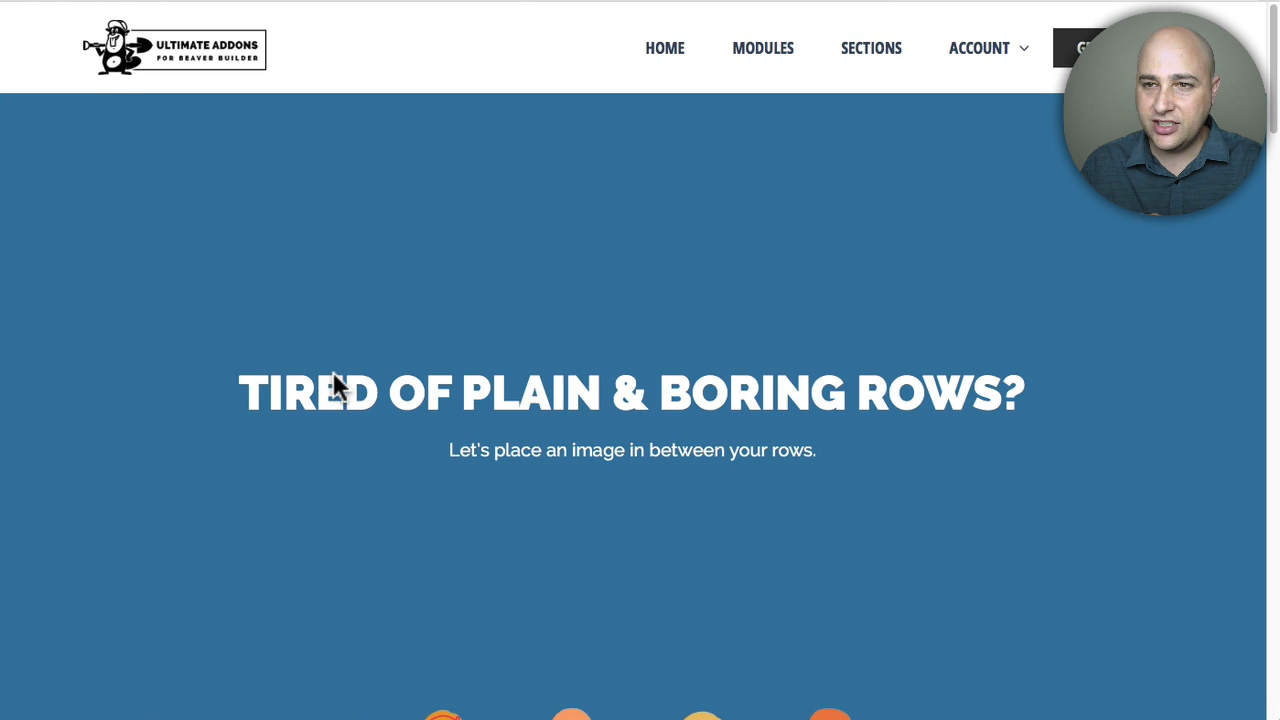 ULTIMATE ADDONS
FOR BEAVER BUILDER
HOME
MODULES
SECTIONS
ACCOUNT
TIRED OF PLAIN & BORING ROWS?
Let's place an image in between your rows.